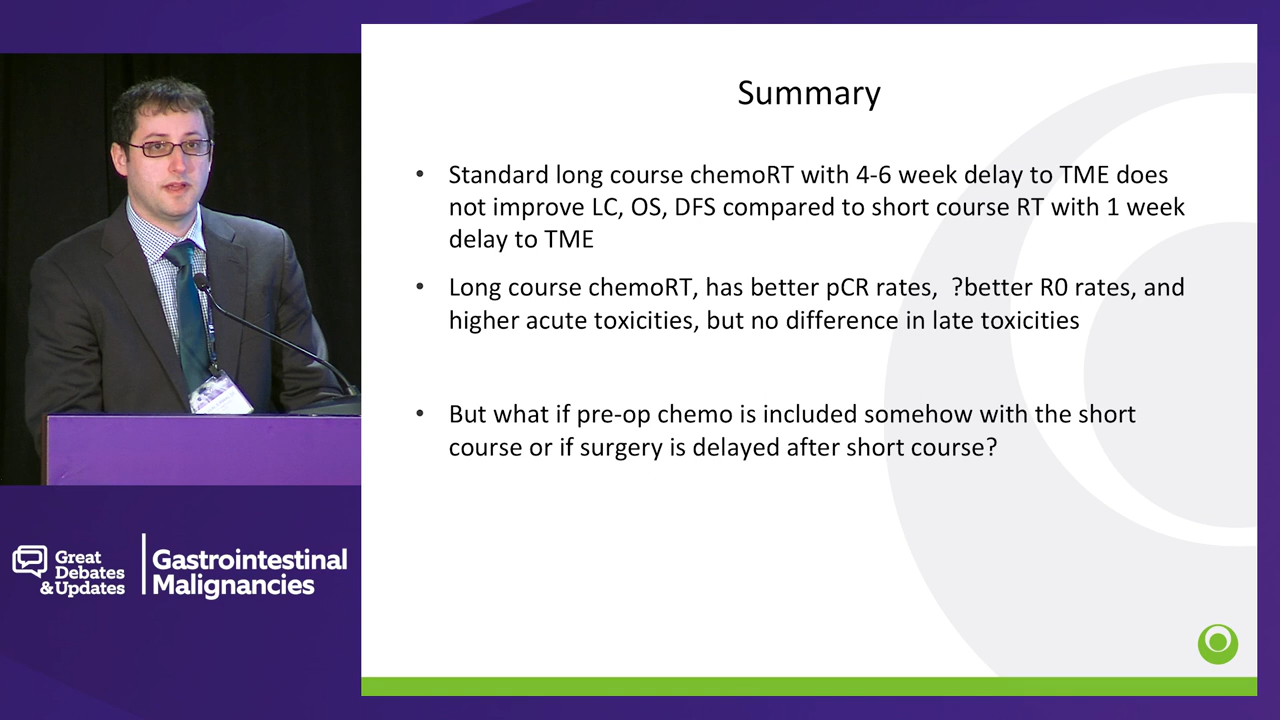 Summary
• Standard long course chemoRT with 4-6 week delay to TME does
not improve LC, OS, DFS compared to short course RT with 1 week
delay to TME
• Long course chemoRT, has better pCR rates, ?better R0 rates, and
higher acute toxicities, but no difference in late toxicities
• But what if pre-op chemo is included somehow with the short
course or if surgery is delayed after short course?
Great
Debates
& Updates
Gastrointestinal
Malignancies